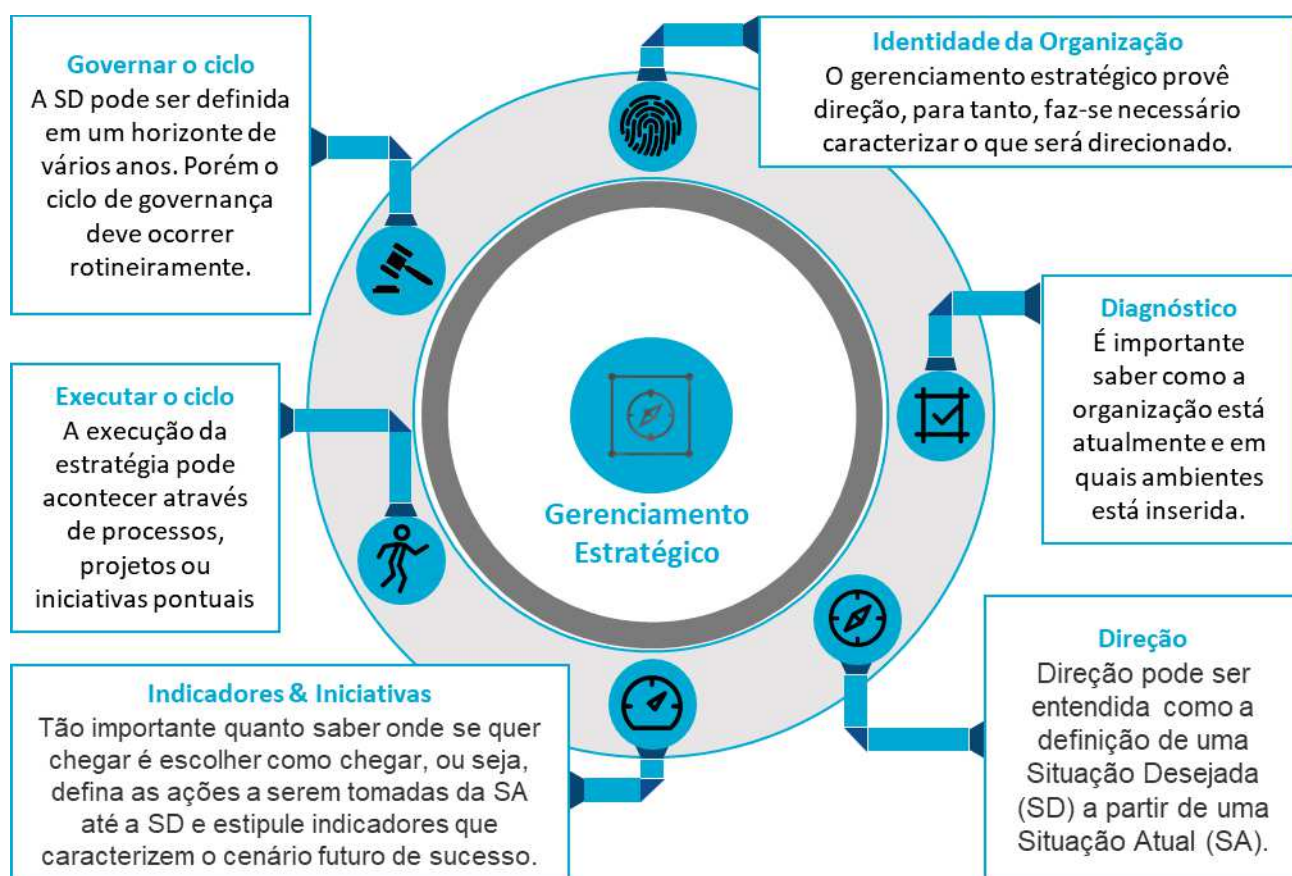 Identidade da Organização
O gerenciamento estratégico provê
direção, para tanto, faz-se necessário
caracterizar o que será direcionado.
Diagnóstico
É importante
saber como a
organização está
atualmente e em
quais ambientes
está inserida.
Direção
Direção pode ser
entendida como a
definição de uma
Situação Desejada
(SD) a partir de uma
Situação Atual (SA).
Indicadores & Iniciativas
Tão importante quanto saber onde se quer
chegar é escolher como chegar, ou seja,
defina as ações a serem tomadas da SA
até a SD e estipule indicadores que
caracterizem o cenário futuro de sucesso.
Executar o ciclo
A execução da
estratégia pode
acontecer através
de processos,
projetos ou
iniciativas pontuais
Governar o ciclo
A SD pode ser definida
em um horizonte de
vários anos. Porém o
ciclo de governança
deve ocorrer
rotineiramente.
Gerenciamento
Estratégico